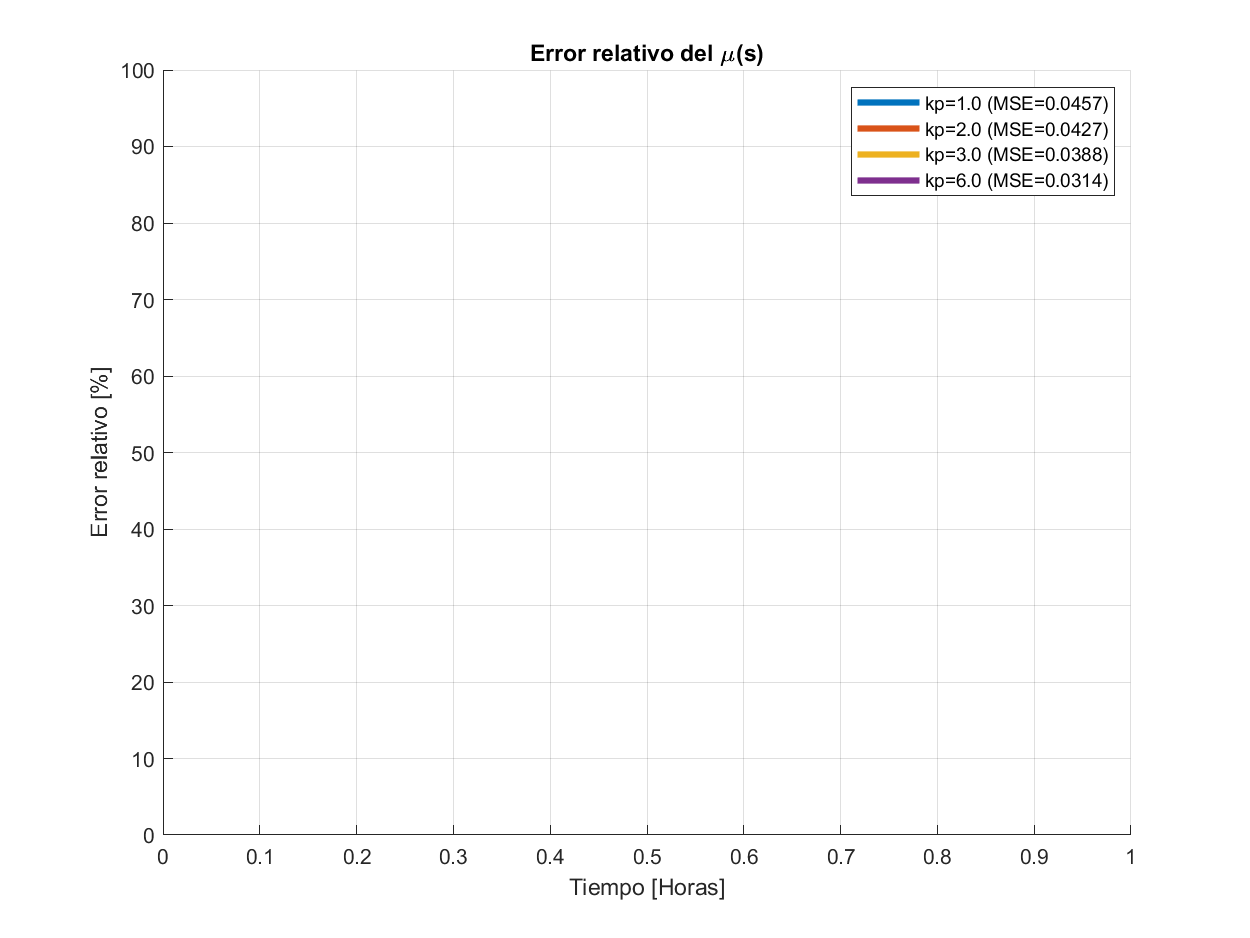 Error relativo del μ(s)
kp=1.0 (MSE=0.0457)
kp=2.0 (MSE=0.0427)
kp=3.0 (MSE=0.0388)
kp=6.0 (MSE=0.0314)
Error relativo [%]
100
90
80
70
60
50
40
30
20
10
0
0 0.1 0.2 0.3 0.4 0.5 0.6 0.7 0.8 0.9 1
Tiempo [Horas]